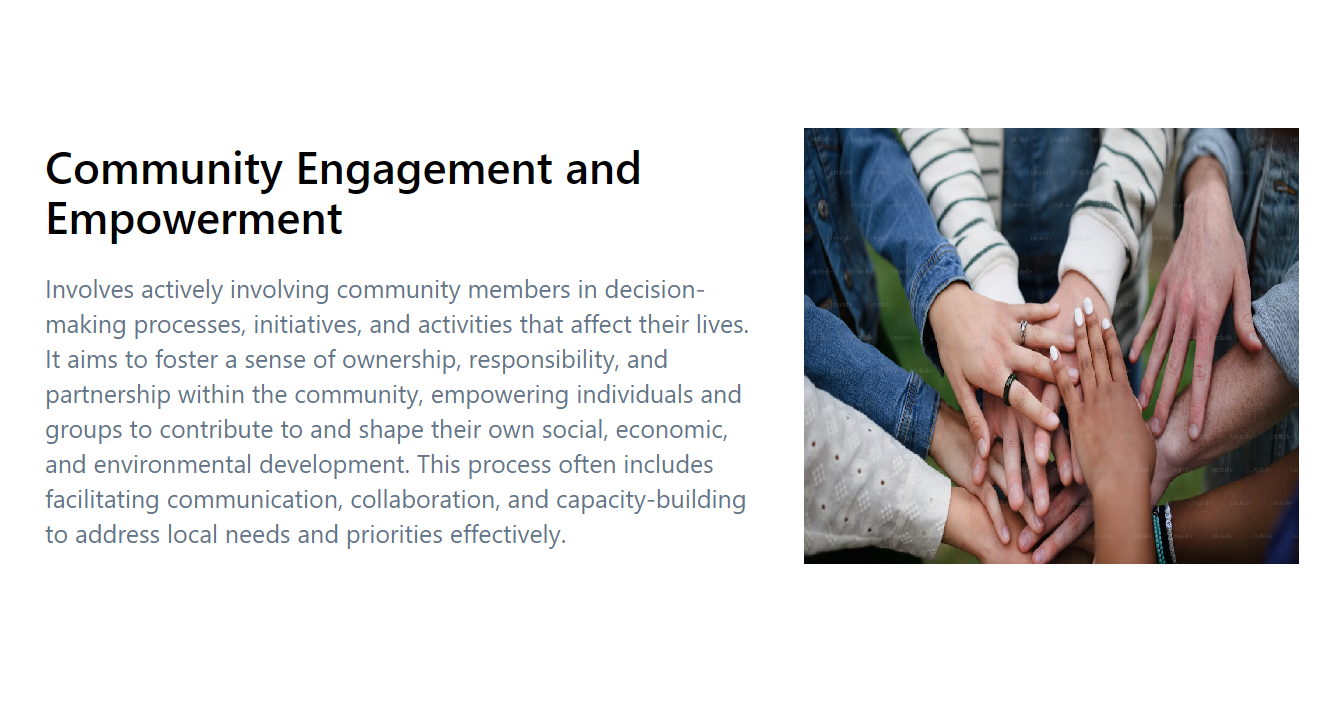 Community Engagement and
Empowerment
Involves actively involving community members in decision-
making processes, initiatives, and activities that affect their lives.
It aims to foster a sense of ownership, responsibility, and
partnership within the community, empowering individuals and
groups to contribute to and shape their own social, economic,
and environmental development. This process often includes
facilitating communication, collaboration, and capacity-building
to address local needs and priorities effectively.